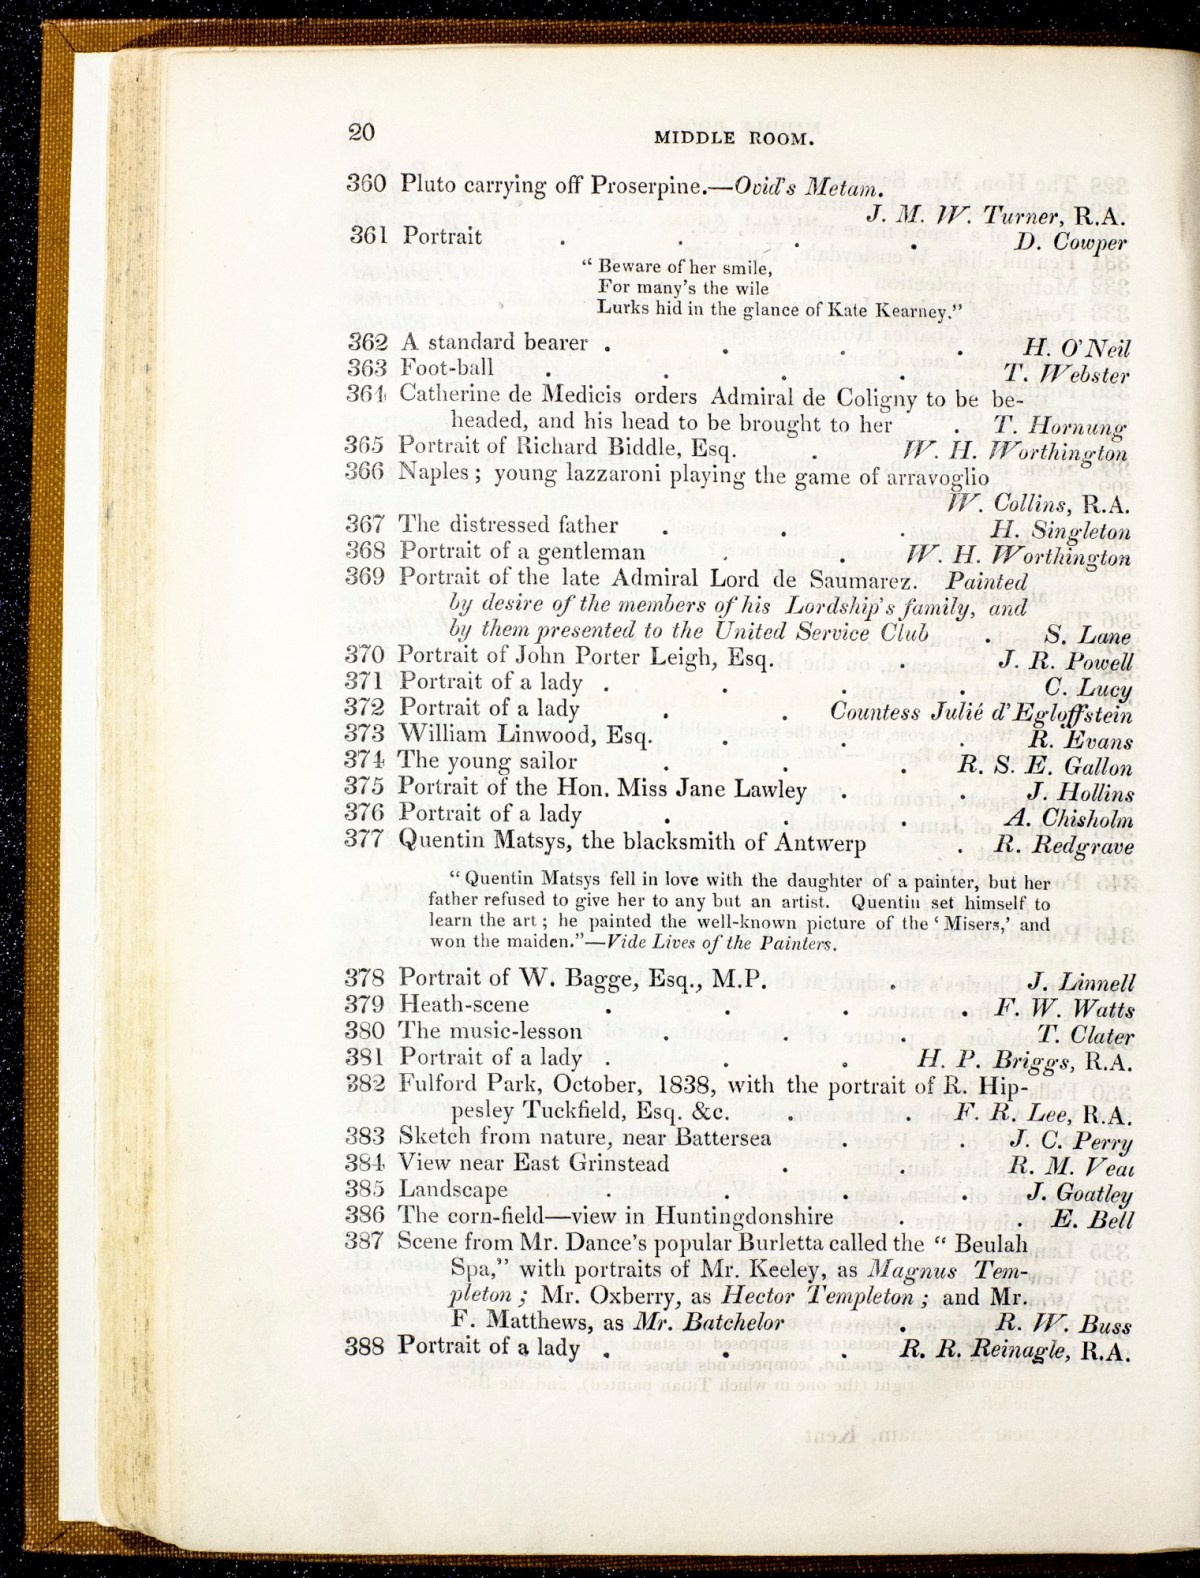 20 MIDDLE ROOM.
360 Pluto carrying off Proserpine.—Ovid's Metam.
J. M. W. Turner, R.A.
361 Portrait . . . . D. Cowper
" Beware of her smile,
For many's the wile
Lurks hid in the glance of Kate Kearney."
362 A standard bearer . . . . H. O'Neil
363 Foot-ball . . . . T. Webster
364 Catherine de Medicis orders Admiral de Coligny to be be-
headed, and his head to be brought to her . T. Hornung
365 Portrait of Richard Biddle, Esq. . W. H. Worthington
366 Naples ; young lazzaroni playing the game of arravoglio
W. Collins, R.A.
367 The distressed father . . . H. Singleton
368 Portrait of a gentleman . . W. H. Worthington
369 Portrait of the late Admiral Lord de Saumarez. Painted
by desire of the members of his Lordship's family, and
by them presented to the United Service Club . S. Lane
370 Portrait of John Porter Leigh, Esq. . J. R. Powell
371 Portrait of a lady . . . . C. Lucy
372 Portrait of a lady . . Countess Julié d'Egloffstein
373 William Linwood, Esq. . . . R. Evans
374 The young sailor . . . R. S. E. Gallon
375 Portrait of the Hon. Miss Jane Lawley . . J. Hollins
376 Portrait of a lady . . . A. Chisholm
377 Quentin Matsys, the blacksmith of Antwerp . R. Redgrave
" Quentin Matsys fell in love with the daughter of a painter, but her
father refused to give her to any but an artist. Quentin set himself to
learn the art ; he painted the well-known picture of the ‘ Misers,’ and
won the maiden."—Vide Lives of the Painters.
378 Portrait of W. Bagge, Esq., M.P. . . J. Linnell
379 Heath-scene . . . . F. W. Watts
380 The music-lesson . . . T. Clater
381 Portrait of a lady . . . H. P. Briggs, R.A.
382 Fulford Park, October, 1838, with the portrait of R. Hip-
pesley Tuckfield, Esq. &c. . . F. R. Lee, R.A.
383 Sketch from nature, near Battersea . . J. C. Perry
384 View near East Grinstead . . R. M.
385 Landscape . . . . J. Goatley
386 The corn-field—view in Huntingdonshire . . E. Bell
387 Scene from Mr. Dance's popular Burletta called the " Beulah
Spa," with portraits of Mr. Keeley, as Magnus Tem-
pleton ; Mr. Oxberry, as Hector Templeton ; and Mr.
F. Matthews, as Mr. Batchelor . R. W. Buss
388 Portrait of a lady . . . R. R. Reinagle, R.A.